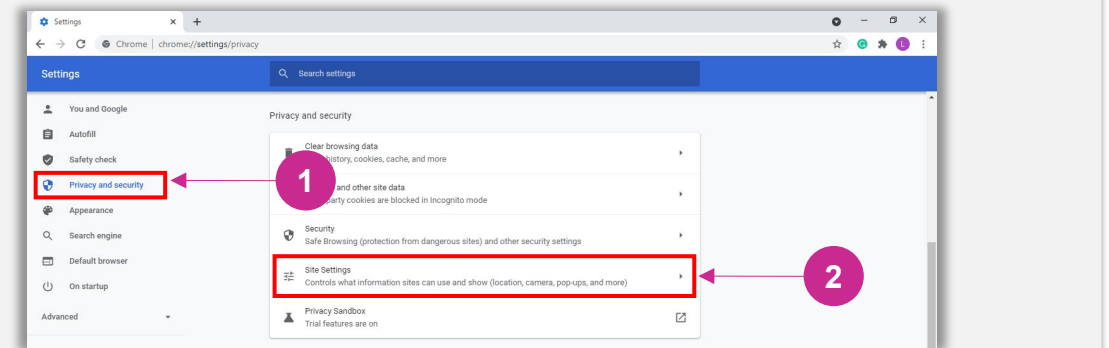 Settings
Chrome | chrome://settings/privacy
L
Settings
Search settings
You and Google
Autofill
Safety check
Privacy and security
Appearance
Search engine
Default browser
On startup
Advanced
Privacy and security
Clear browsing data
history, cookies, cache, and more
and other site data
party cookies are blocked in Incognito mode
Security
Safe Browsing (protection from dangerous sites) and other security settings
Site Settings
Controls what information sites can use and show (location, camera, pop-ups, and more)
Privacy Sandbox
Trial features are on
1
2